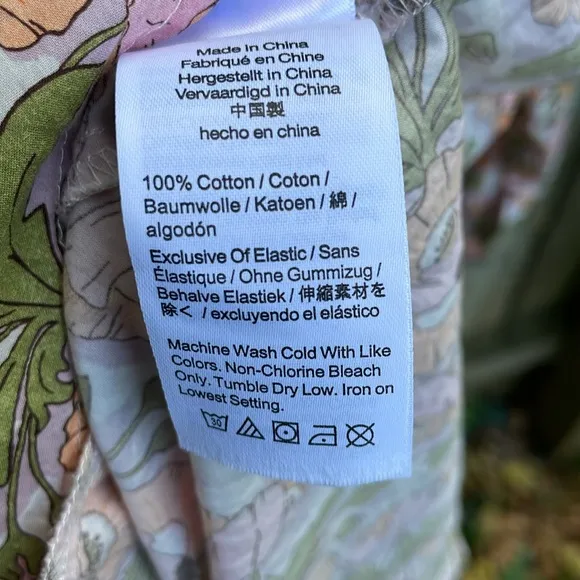 Made in China
Fabriqué en Chine
Hergestellt in China
Vervaardigd in China
中国製
hecho en china
100% Cotton / Coton /
Baumwolle / Katoen / 綿 /
algodón
Exclusive Of Elastic / Sans
Élastique / Ohne Gummizug /
Behalve Elastiek / 伸縮素材を
除く / excluyendo el elástico
Machine Wash Cold With Like
Colors. Non-Chlorine Bleach
Only. Tumble Dry Low. Iron on
Lowest Setting.
30